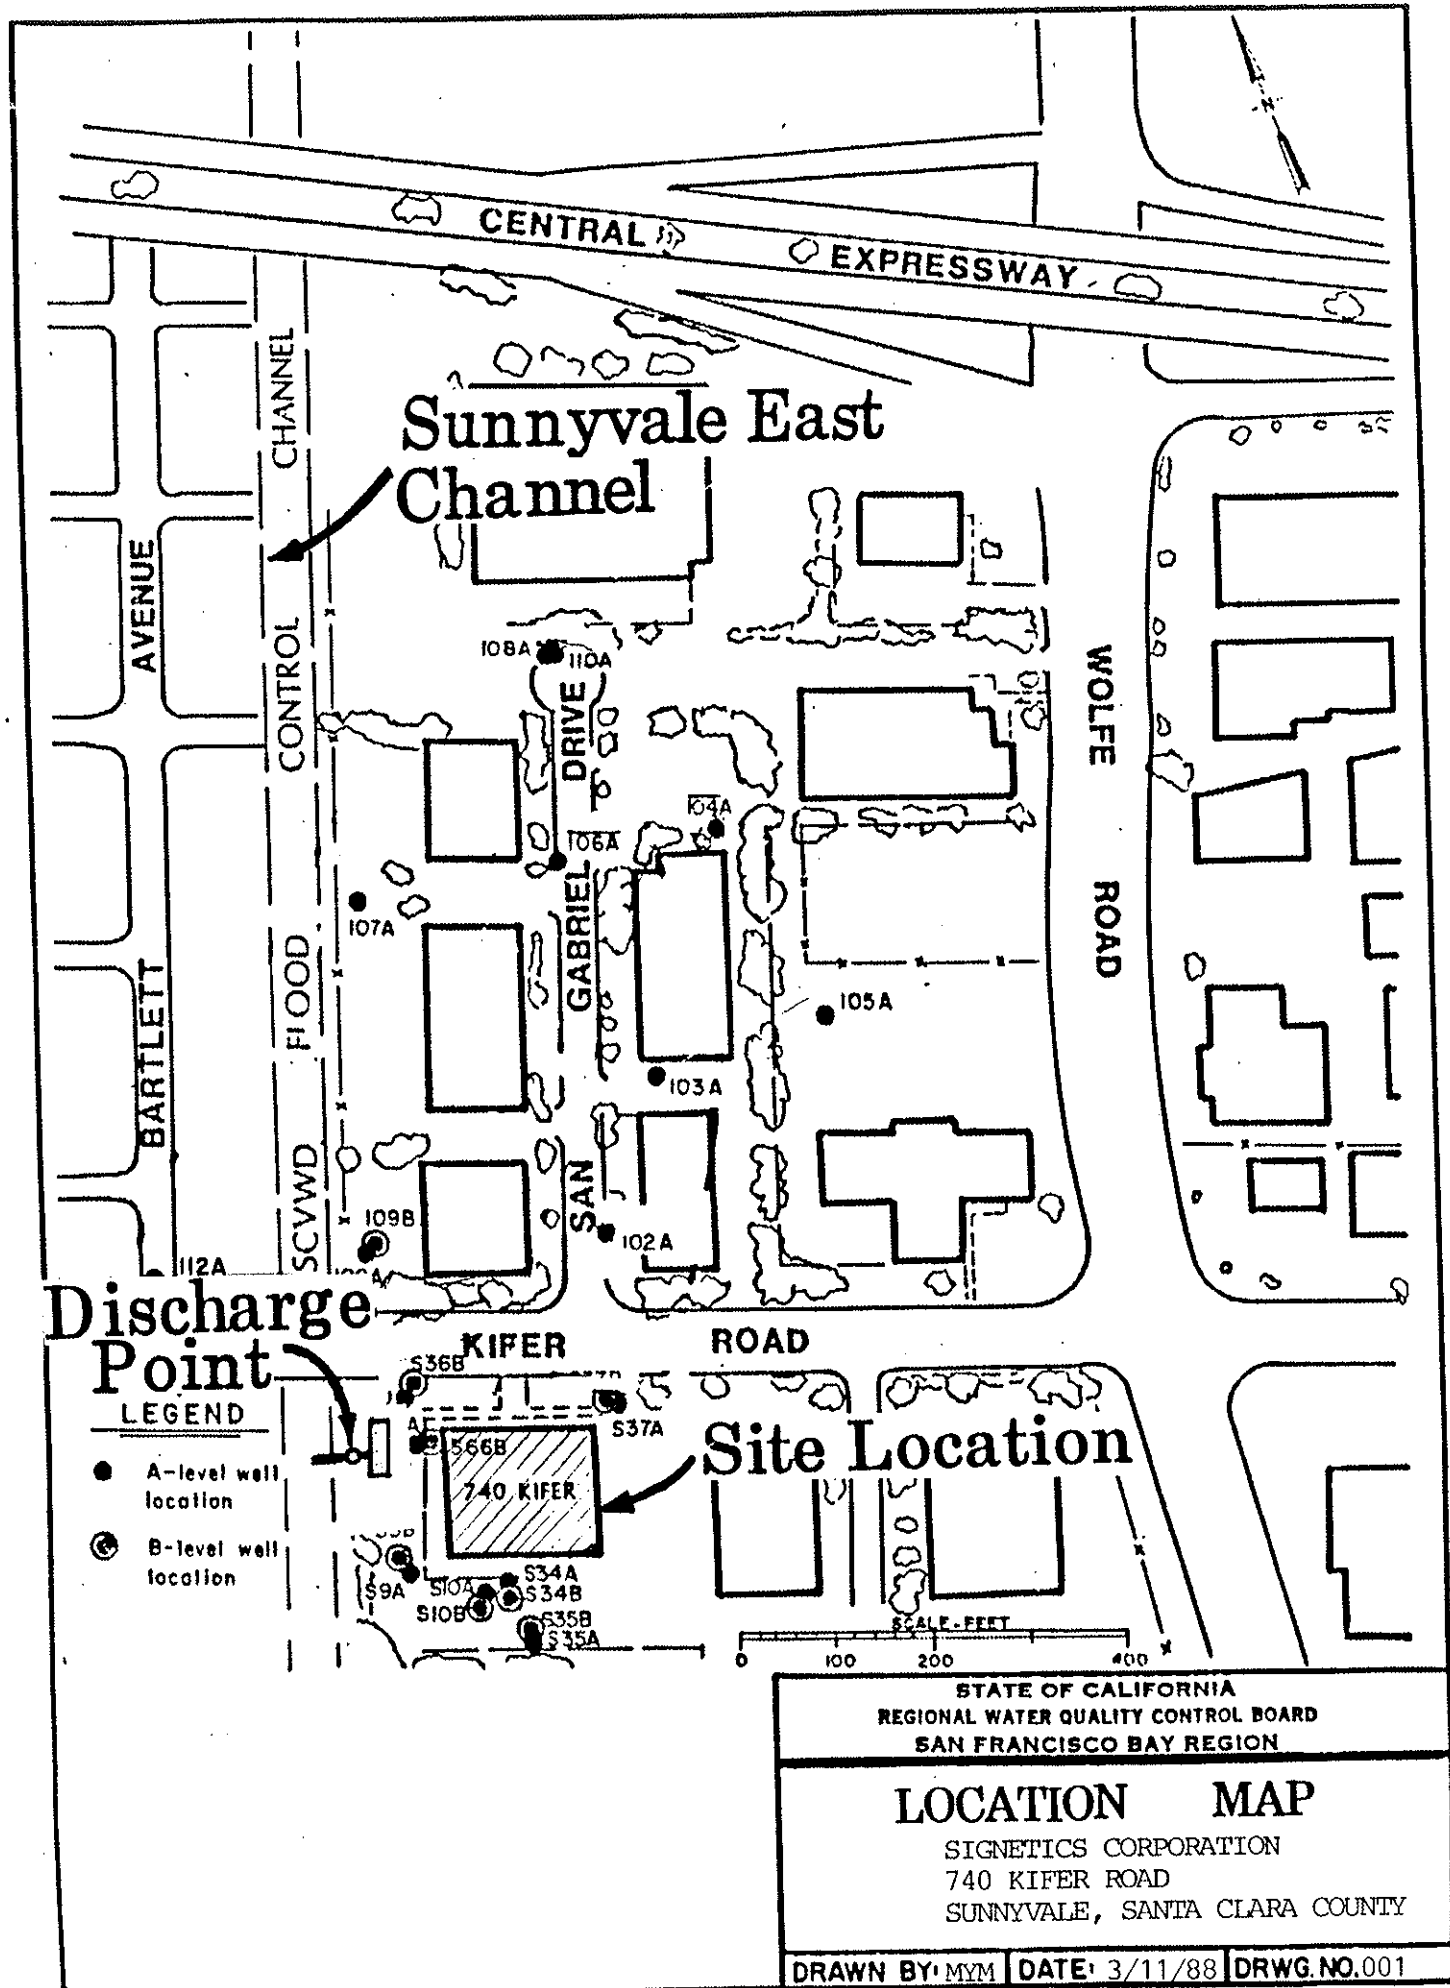 CENTRAL
EXPRESSWAY
CHANNEL
Sunnyvale East
Channel
AVENUE
CONTROL
108A
110A
DRIVE
WOLFE
104A
106A
107A
GABRIEL
ROAD
FLOOD
105A
BARTLETT
103A
SCVWD
SAN
109B
102A
112A
Discharge
Point
KIFER ROAD
S36B
LEGEND
S37A
Site Location
S66B
A-level well
location
740 KIFER
B-level well
location
S9A
S10A
S34A
S34B
S10B
S35B
S35A
SCALE-FEET
0 100 200 400
STATE OF CALIFORNIA
REGIONAL WATER QUALITY CONTROL BOARD
SAN FRANCISCO BAY REGION
LOCATION MAP
SIGNETICS CORPORATION
740 KIFER ROAD
SUNNYVALE, SANTA CLARA COUNTY
DRAWN BY: MYM DATE: 3/11/88 DRWG. NO. 001